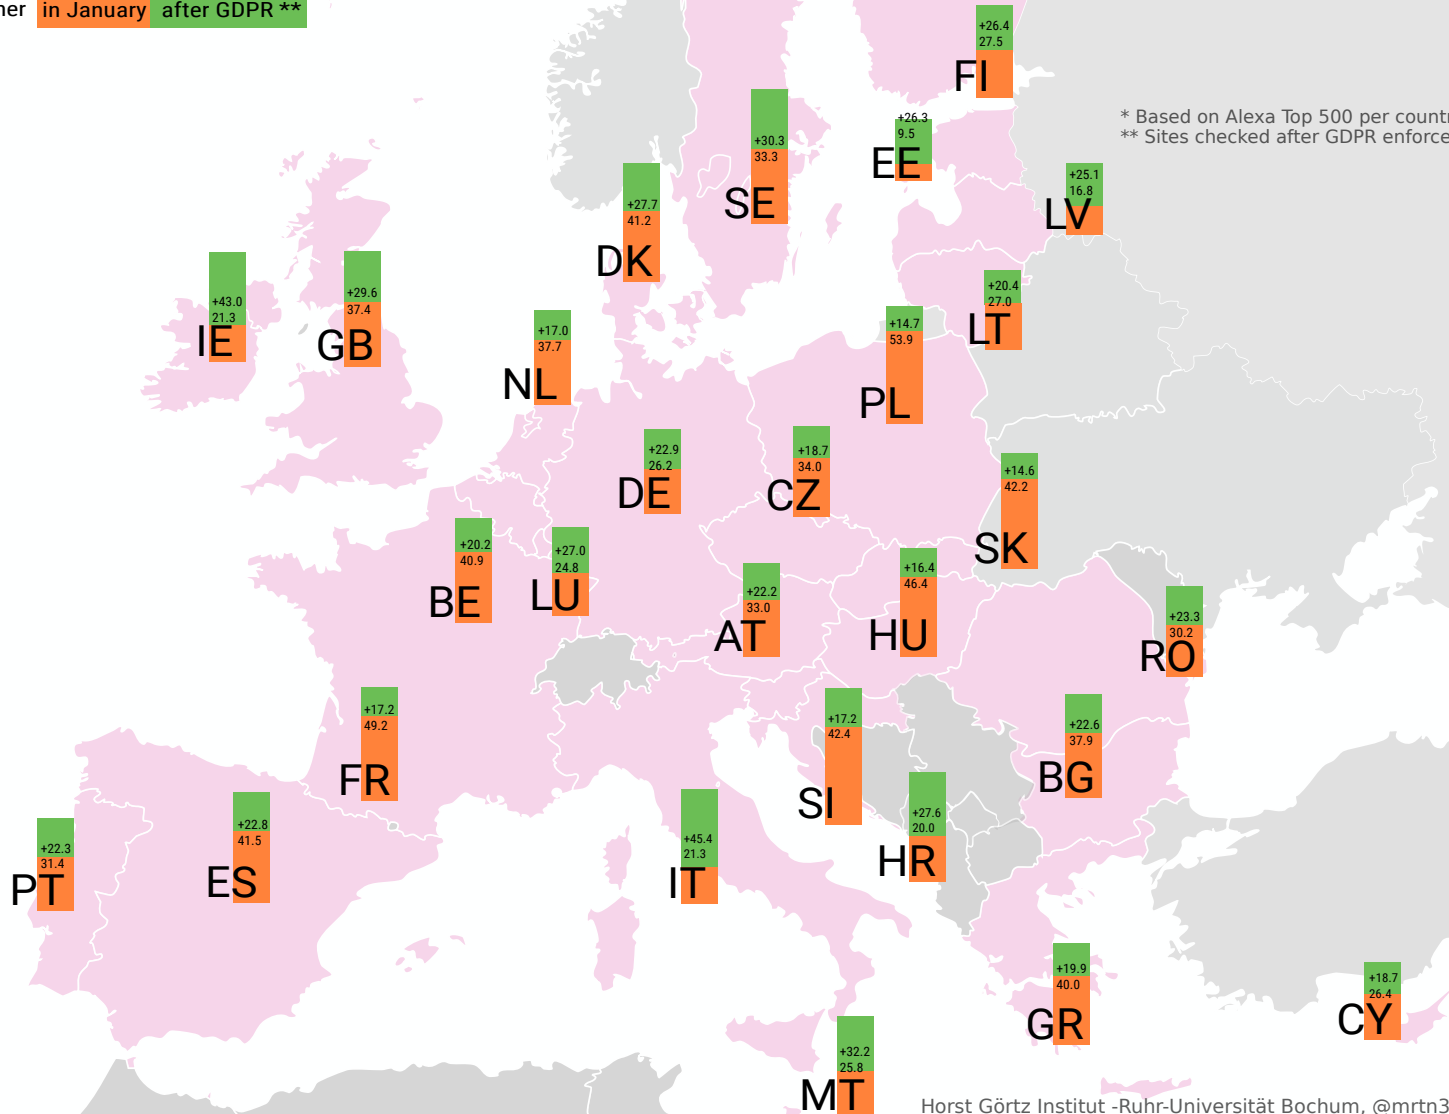 in January after GDPR **
+26.4
27.5
FI
* Based on Alexa Top 500 per
** Sites checked after GDPR
+26.3
9.5
EE
+30.3
33.3
SE
+25.1
16.8
LV
+27.7
41.2
DK
+43.0
21.3
IE
+29.6
37.4
GB
+20.4
27.0
LT
+17.0
37.7
NL
+14.7
53.9
PL
+22.9
26.2
DE
+18.7
34.0
CZ
+14.6
42.2
SK
+20.2
40.9
BE
+27.0
24.8
LU
+22.2
33.0
AT
+16.4
46.4
HU
+23.3
30.2
RO
+17.2
49.2
FR
+17.2
42.4
SI
+22.6
37.9
BG
+22.3
31.4
PT
+22.8
41.5
ES
+45.4
21.3
IT
+27.6
20.0
HR
+19.9
40.0
GR
+18.7
26.4
CY
+32.2
25.8
MT
Horst Görtz Institut -Ruhr-Universität Bochum, @mrtn3